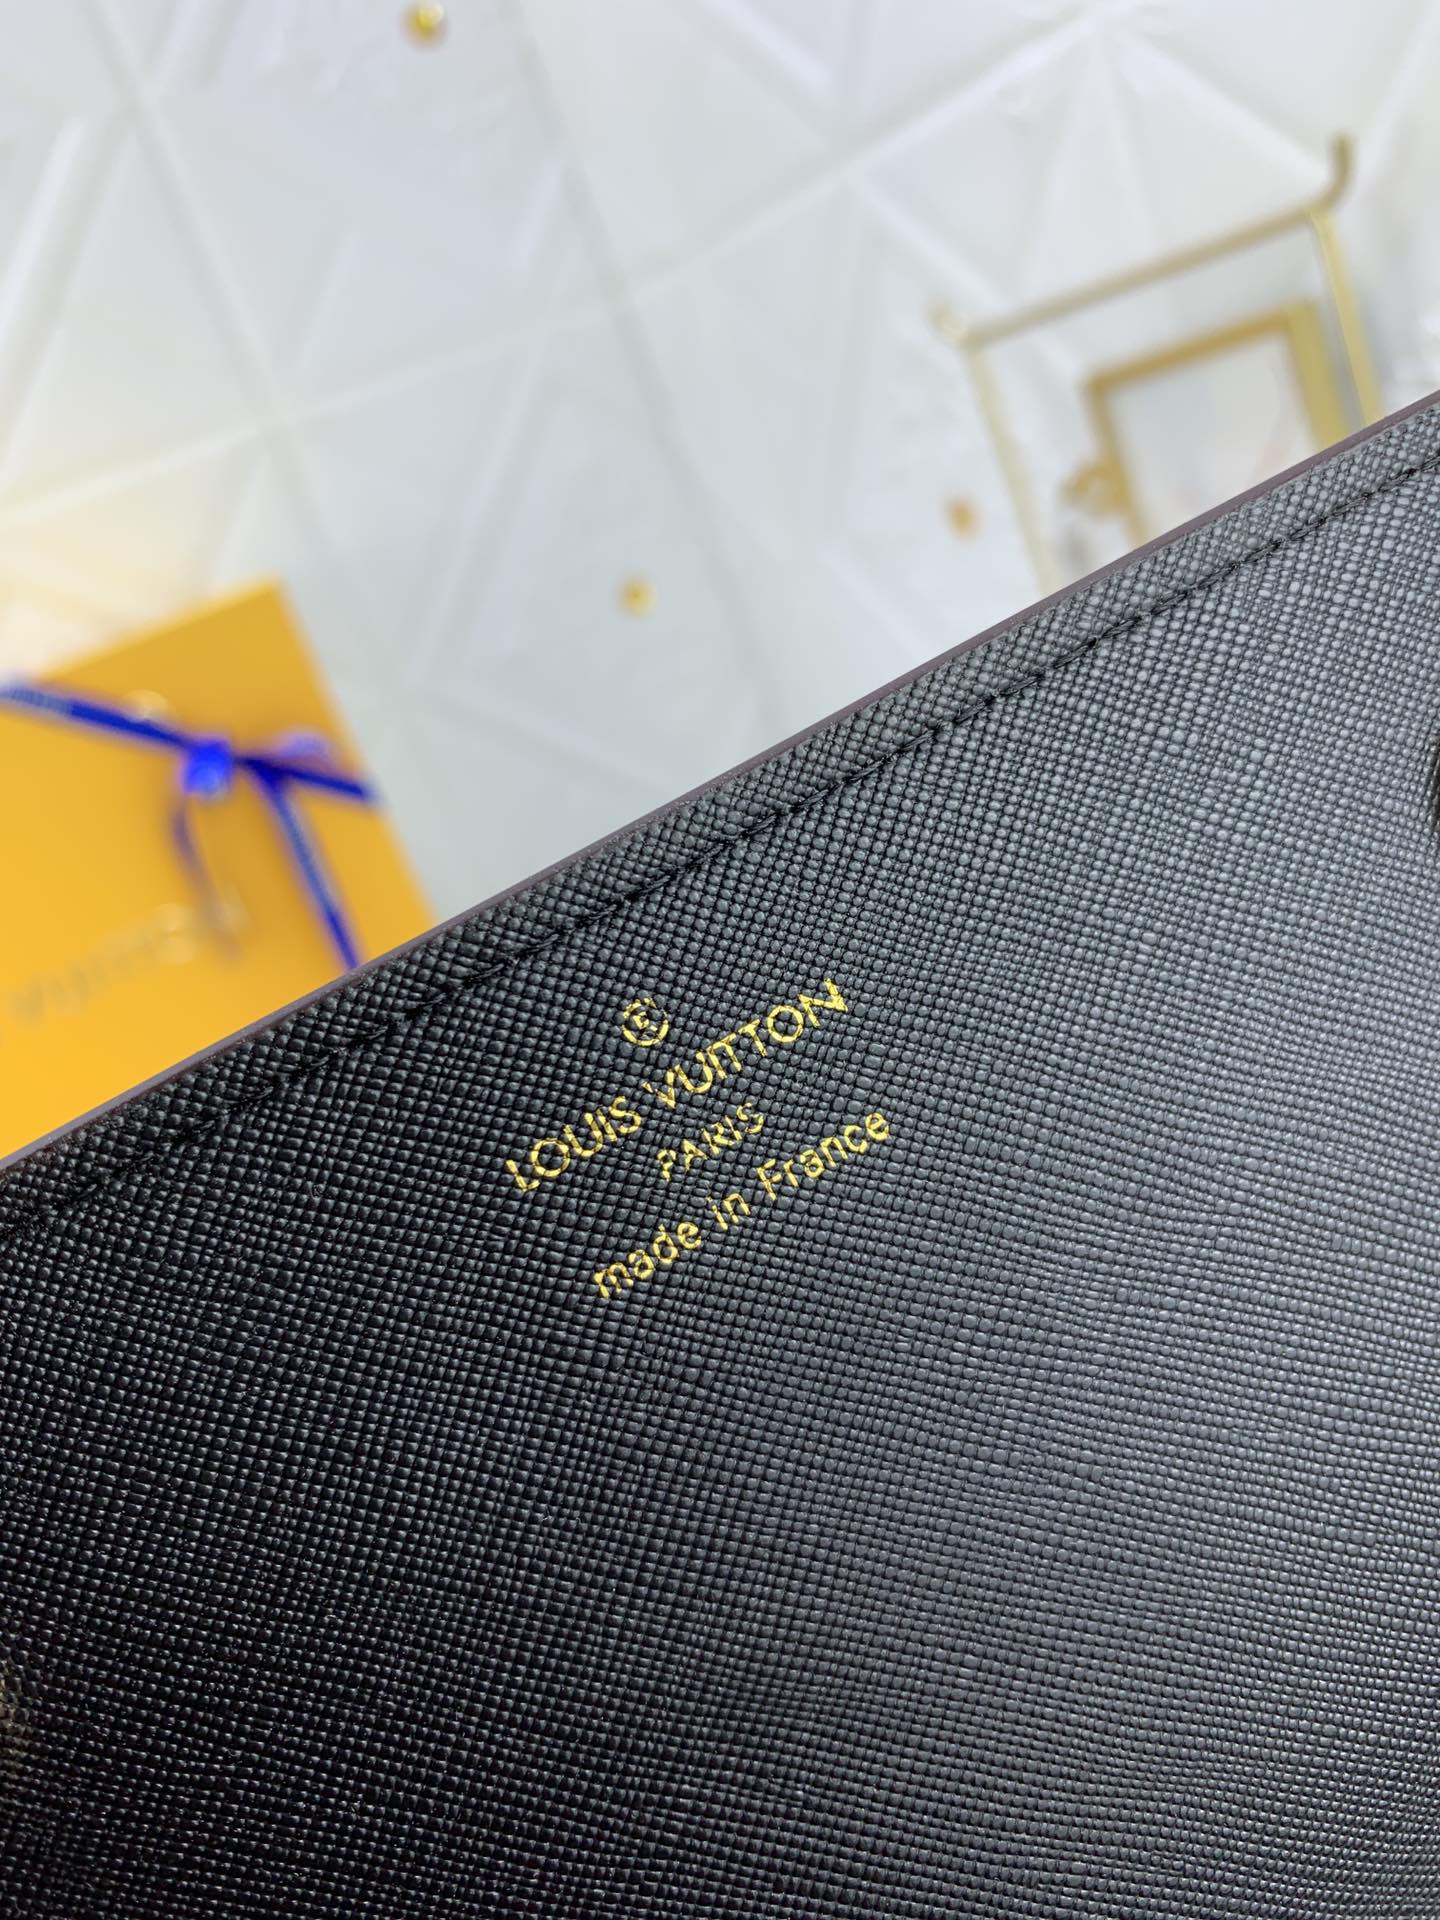 Ⓔ
LOUIS VUITTON
PARIS
made in France